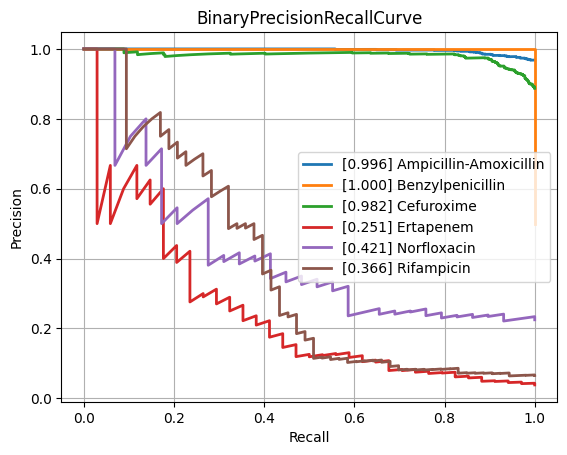 BinaryPrecisionRecallCurve
1.0
0.8
0.6
0.4
0.2
0.0
Precision
[0.996] Ampicillin-Amoxicillin
[1.000] Benzylpenicillin
[0.982] Cefuroxime
[0.251] Ertapenem
[0.421] Norfloxacin
[0.366] Rifampicin
0.0 0.2 0.4 0.6 0.8 1.0
Recall